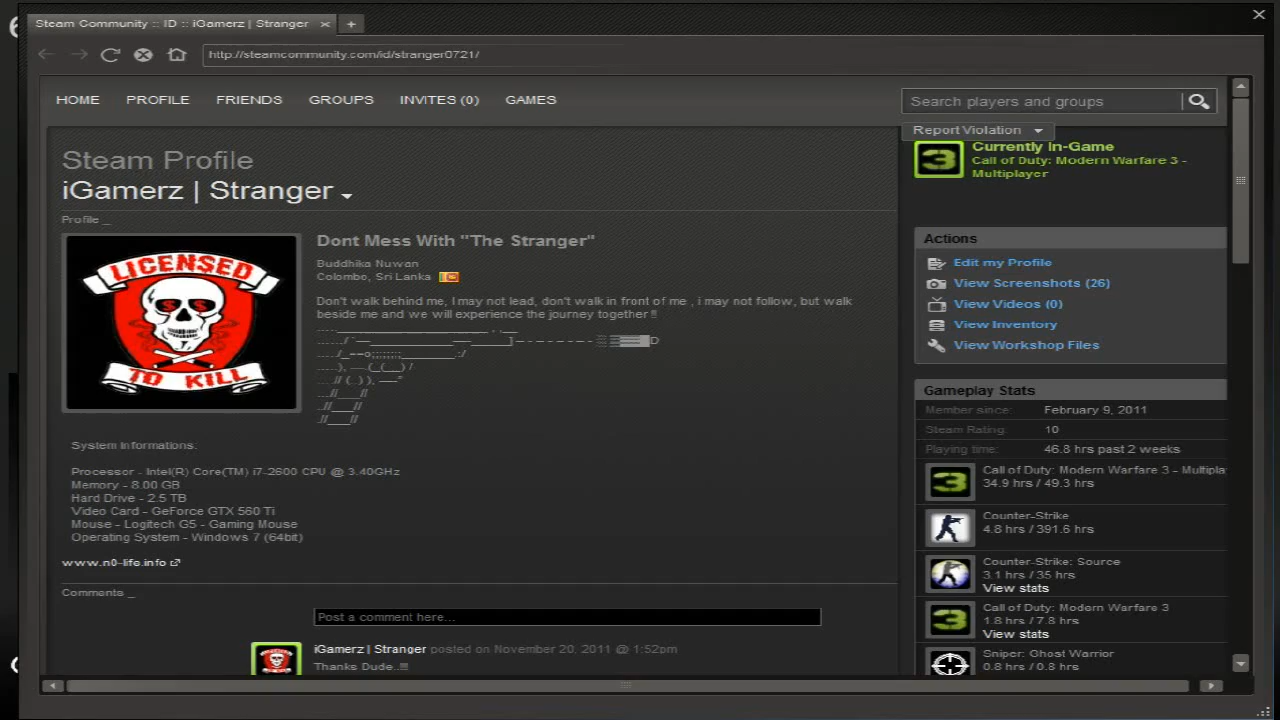 Steam Community :: ID :: iGamerz | Stranger
http://steamcommunity.com/id/stranger0721/
HOME PROFILE FRIENDS GROUPS INVITES (0) GAMES
Search players and groups
Report Violation
Steam Profile
iGamerz | Stranger
Profile _
LICENSED
TO KILL
Dont Mess With "The Stranger"
Buddhika Nuwan
Colombo, Sri Lanka
Don't walk behind me, I may not lead, don't walk in front of me , i may not follow, but walk
beside me and we will experience the journey together !!
System Informations:
Processor - Intel(R) Core(TM) i7-2600 CPU @ 3.40GHz
Memory - 8.00 GB
Hard Drive - 2.5 TB
Video Card - GeForce GTX 560 Ti
Mouse - Logitech G5 - Gaming Mouse
Operating System - Windows 7 (64bit)
www.n0-life.info
Comments _
Post a comment here...
iGamerz | Stranger posted on November 20, 2011 @ 1:52pm
Thanks Dude..!!!
Currently In-Game
Call of Duty: Modern Warfare 3 -
Multiplayer
Actions
Edit my Profile
View Screenshots (26)
View Videos (0)
View Inventory
View Workshop Files
Gameplay Stats
Member since: February 9, 2011
Steam Rating: 10
Playing time: 46.8 hrs past 2 weeks
Call of Duty: Modern Warfare 3 - Multipla
34.9 hrs / 49.3 hrs
Counter-Strike
4.8 hrs / 391.6 hrs
Counter-Strike: Source
3.1 hrs / 35 hrs
View stats
Call of Duty: Modern Warfare 3
1.8 hrs / 7.8 hrs
View stats
Sniper: Ghost Warrior
0.8 hrs / 0.8 hrs